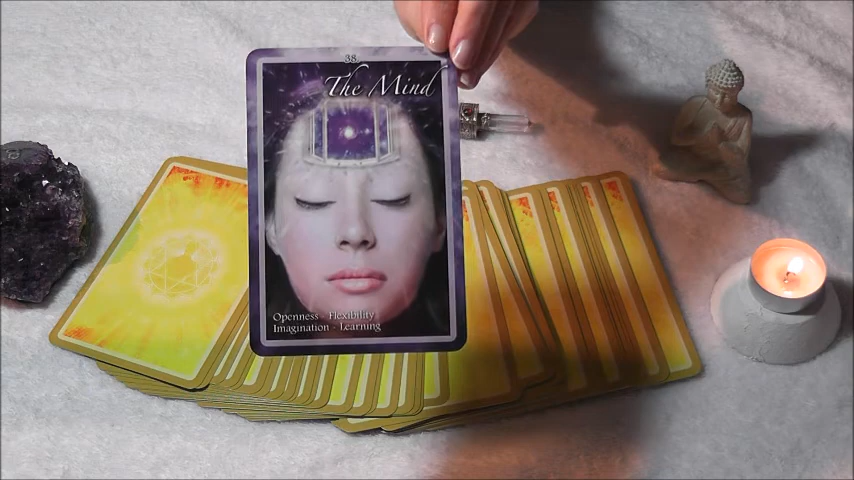 38.
The Mind
Openness - Flexibility
Imagination - Learning